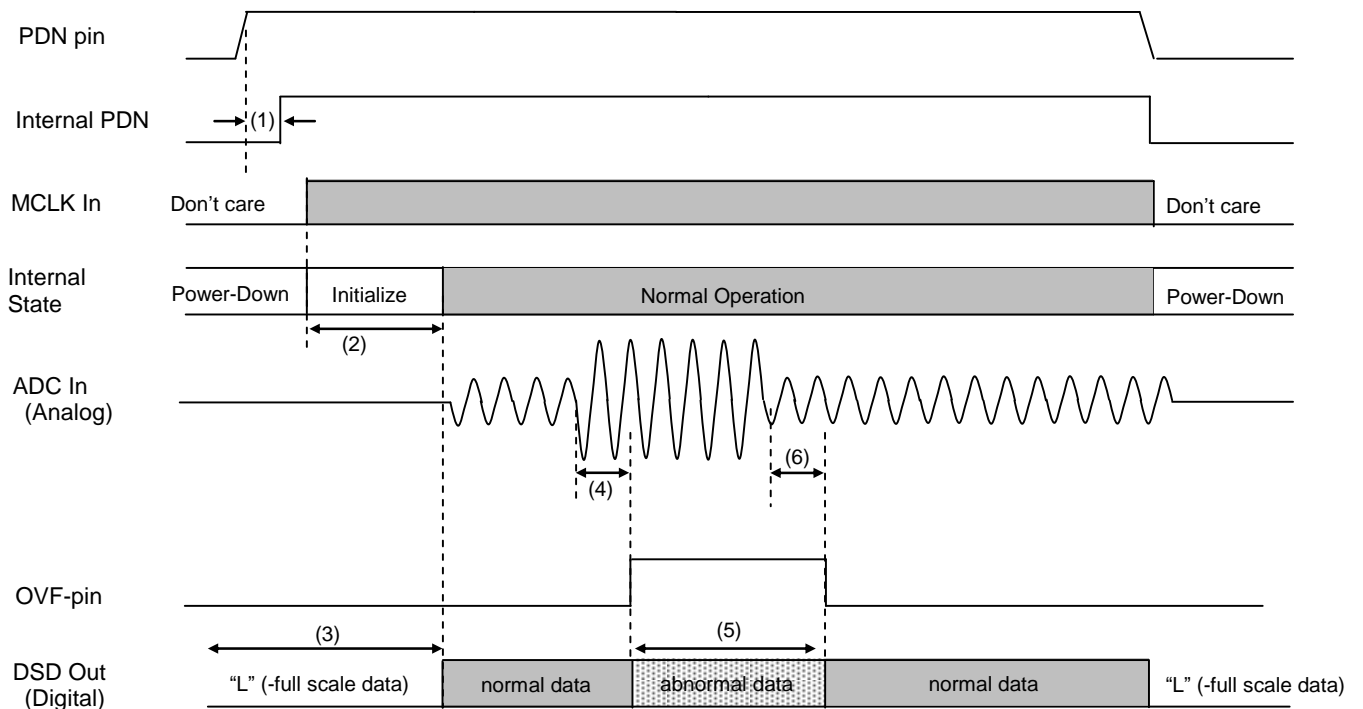 PDN pin
Internal PDN
(1)
MCLK In
Don't care
Don't care
Internal
State
Power-Down
Initialize
Normal Operation
Power-Down
(2)
ADC In
(Analog)
(4)
(6)
OVF-pin
(3)
(5)
DSD Out
(Digital)
“L” (-full scale data)
normal data
abnormal data
normal data
“L” (-full scale data)